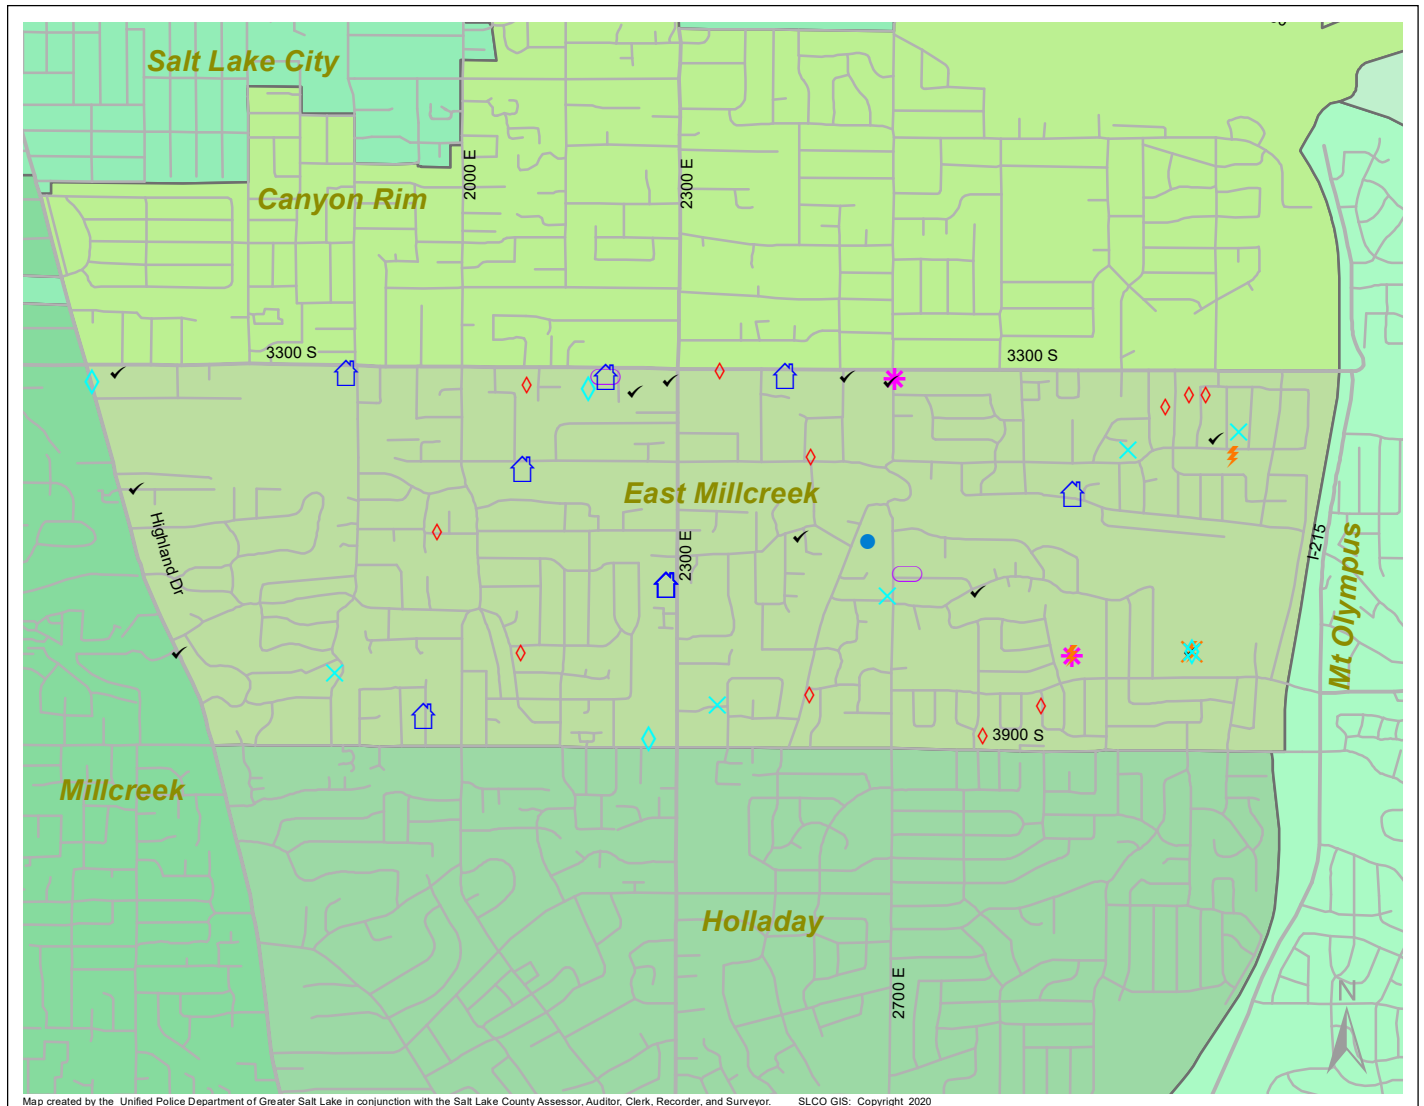 Salt Lake City
2000 E
2300 E
Canyon Rim
3300 S
3300 S
East Millcreek
Highland Dr
2300 E
I-215
Mt Olympus
3900 S
Millcreek
Holladay
2700 E
N
Map created by the Unified Police Department of Greater Salt Lake in conjunction with the Salt Lake County Assessor, Auditor, Clerk, Recorder, and Surveyor. SLCO GIS: Copyright 2020